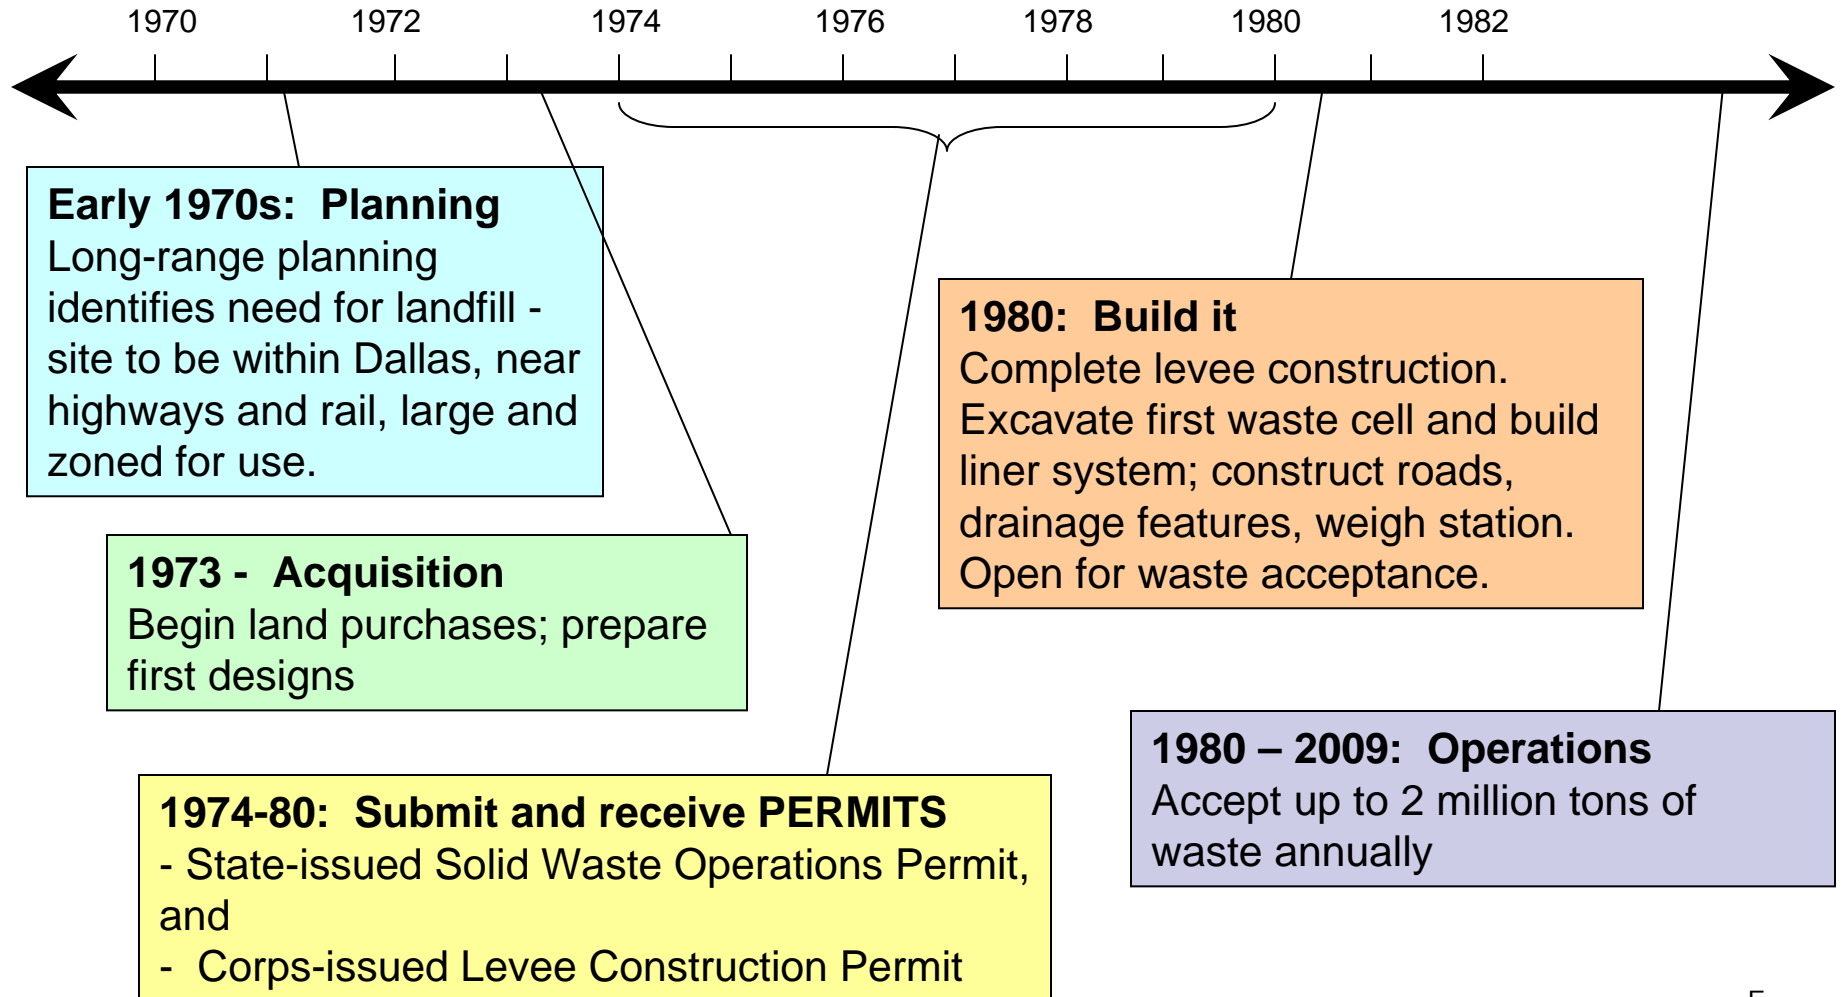 1970 1972 1974 1976 1978 1980 1982
Early 1970s: Planning
Long-range planning
identifies need for landfill -
site to be within Dallas, near
highways and rail, large and
zoned for use.
1973 - Acquisition
Begin land purchases; prepare
first designs
1974-80: Submit and receive PERMITS
- State-issued Solid Waste Operations Permit,
and
- Corps-issued Levee Construction Permit
1980: Build it
Complete levee construction.
Excavate first waste cell and build
liner system; construct roads,
drainage features, weigh station.
Open for waste acceptance.
1980 – 2009: Operations
Accept up to 2 million tons of
waste annually